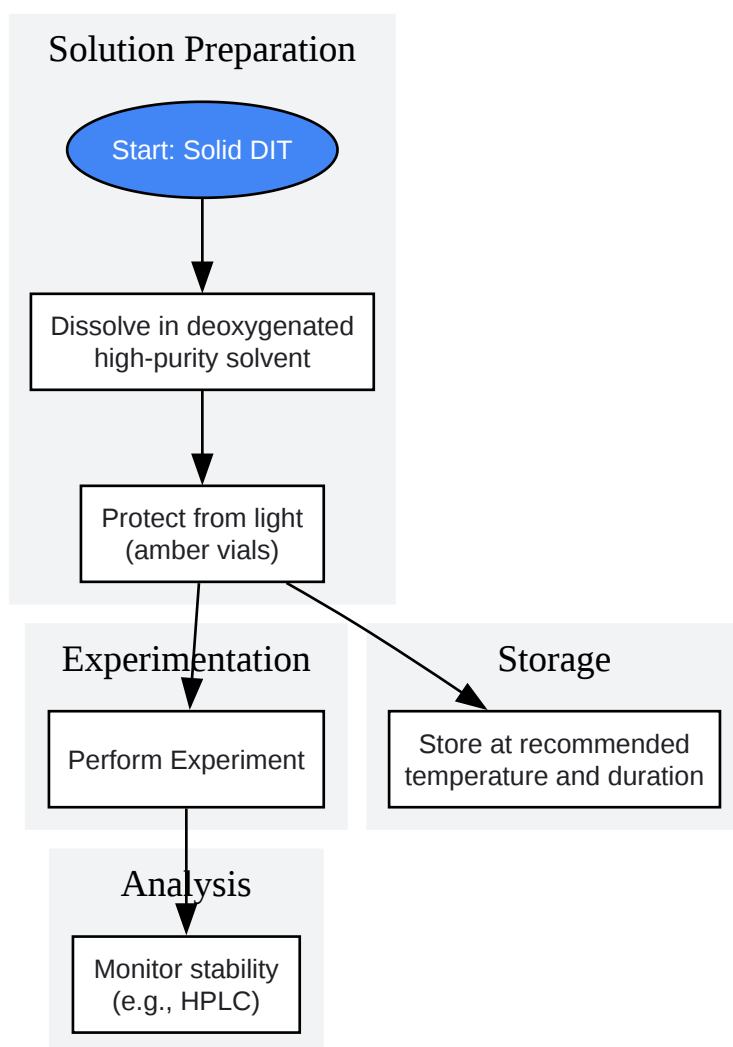 Solution Preparation
Start: Solid DIT
Dissolve in deoxygenated
high-purity solvent
Protect from light
(amber vials)
Experimentation
Perform Experiment
Storage
Store at recommended
temperature and duration
Analysis
Monitor stability
(e.g., HPLC)